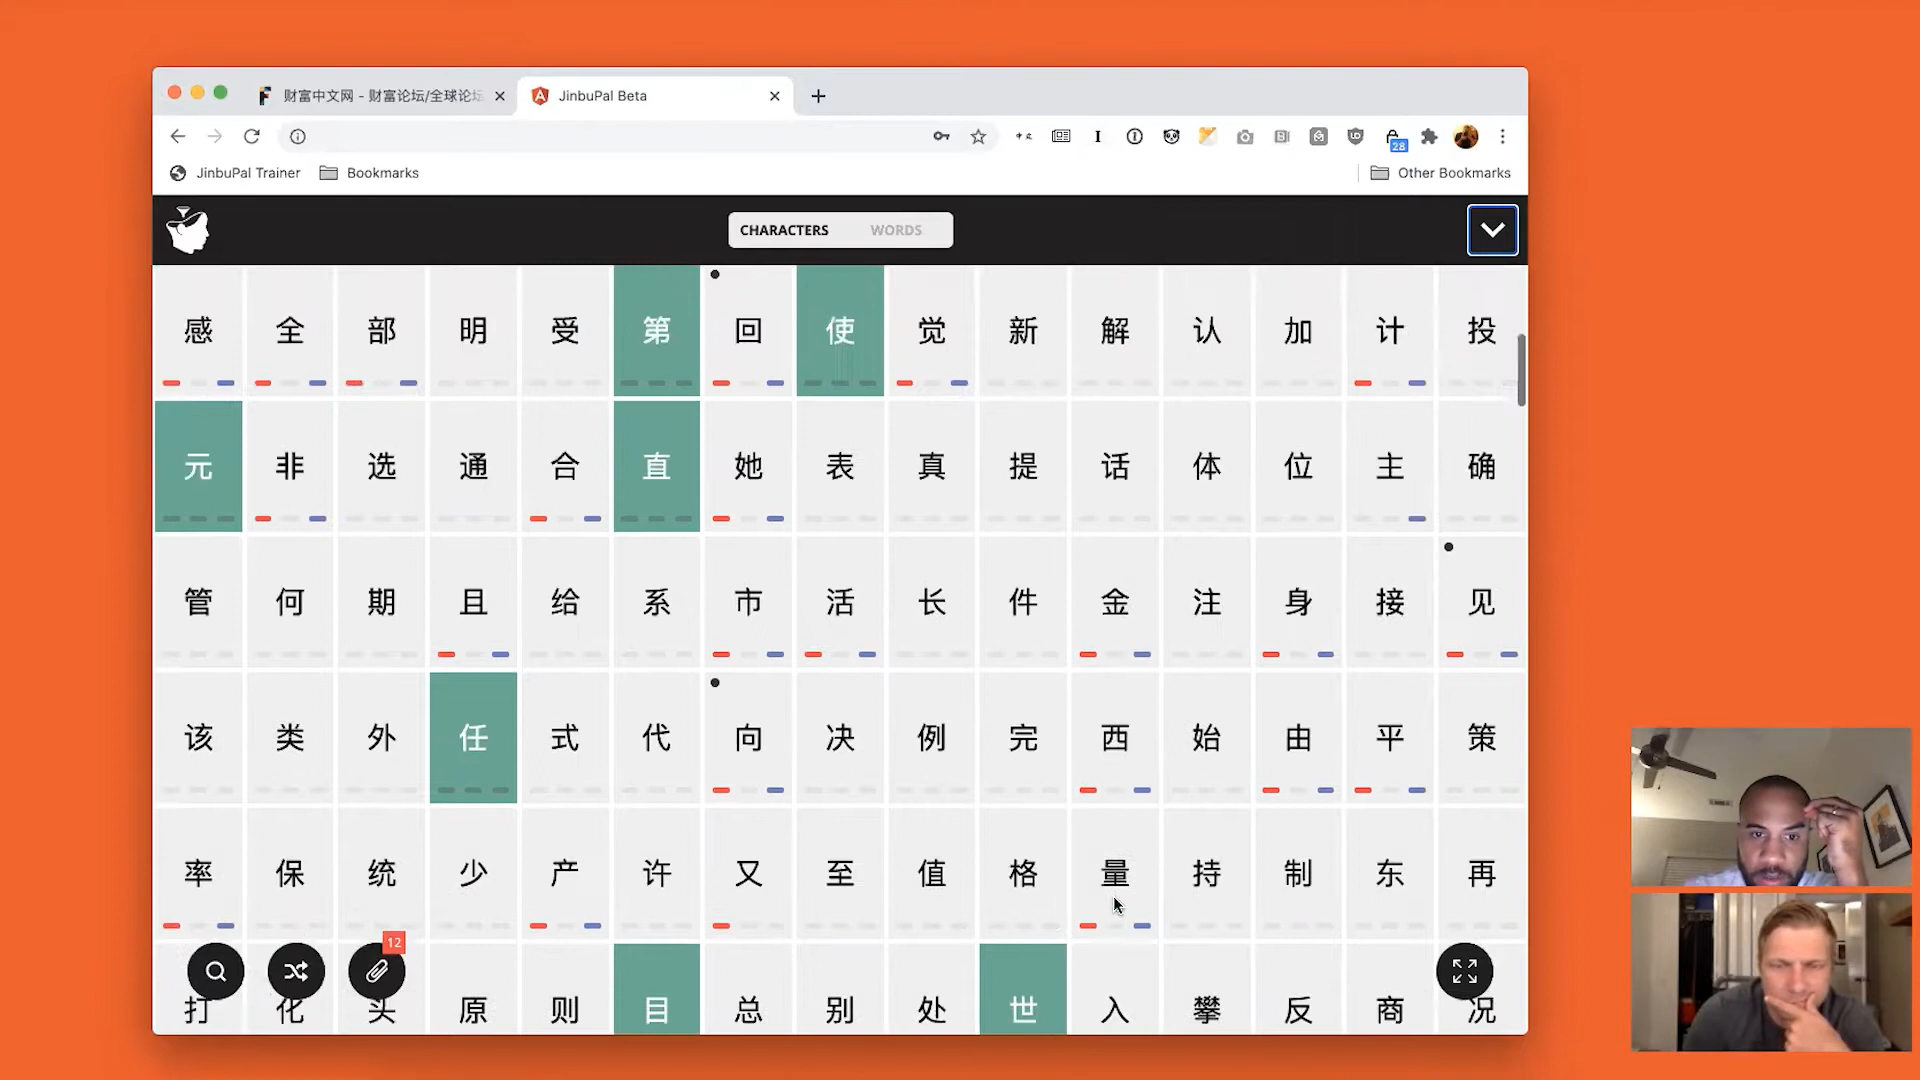 财富中文网 - 财富论坛/全球论坛
JinbuPal Beta
28
JinbuPal Trainer
Bookmarks
Other Bookmarks
CHARACTERS
WORDS
感 全 部 明 受 第 回 使 觉 新 解 认 加 计 投
元 非 选 通 合 直 她 表 真 提 话 体 位 主 确
管 何 期 且 给 系 市 活 长 件 金 注 身 接 见
该 类 外 任 式 代 向 决 例 完 西 始 由 平 策
率 保 统 少 产 许 又 至 值 格 量 持 制 东 再
12
打 化 头 原 则 目 总 别 处 世 入 攀 反 商 况